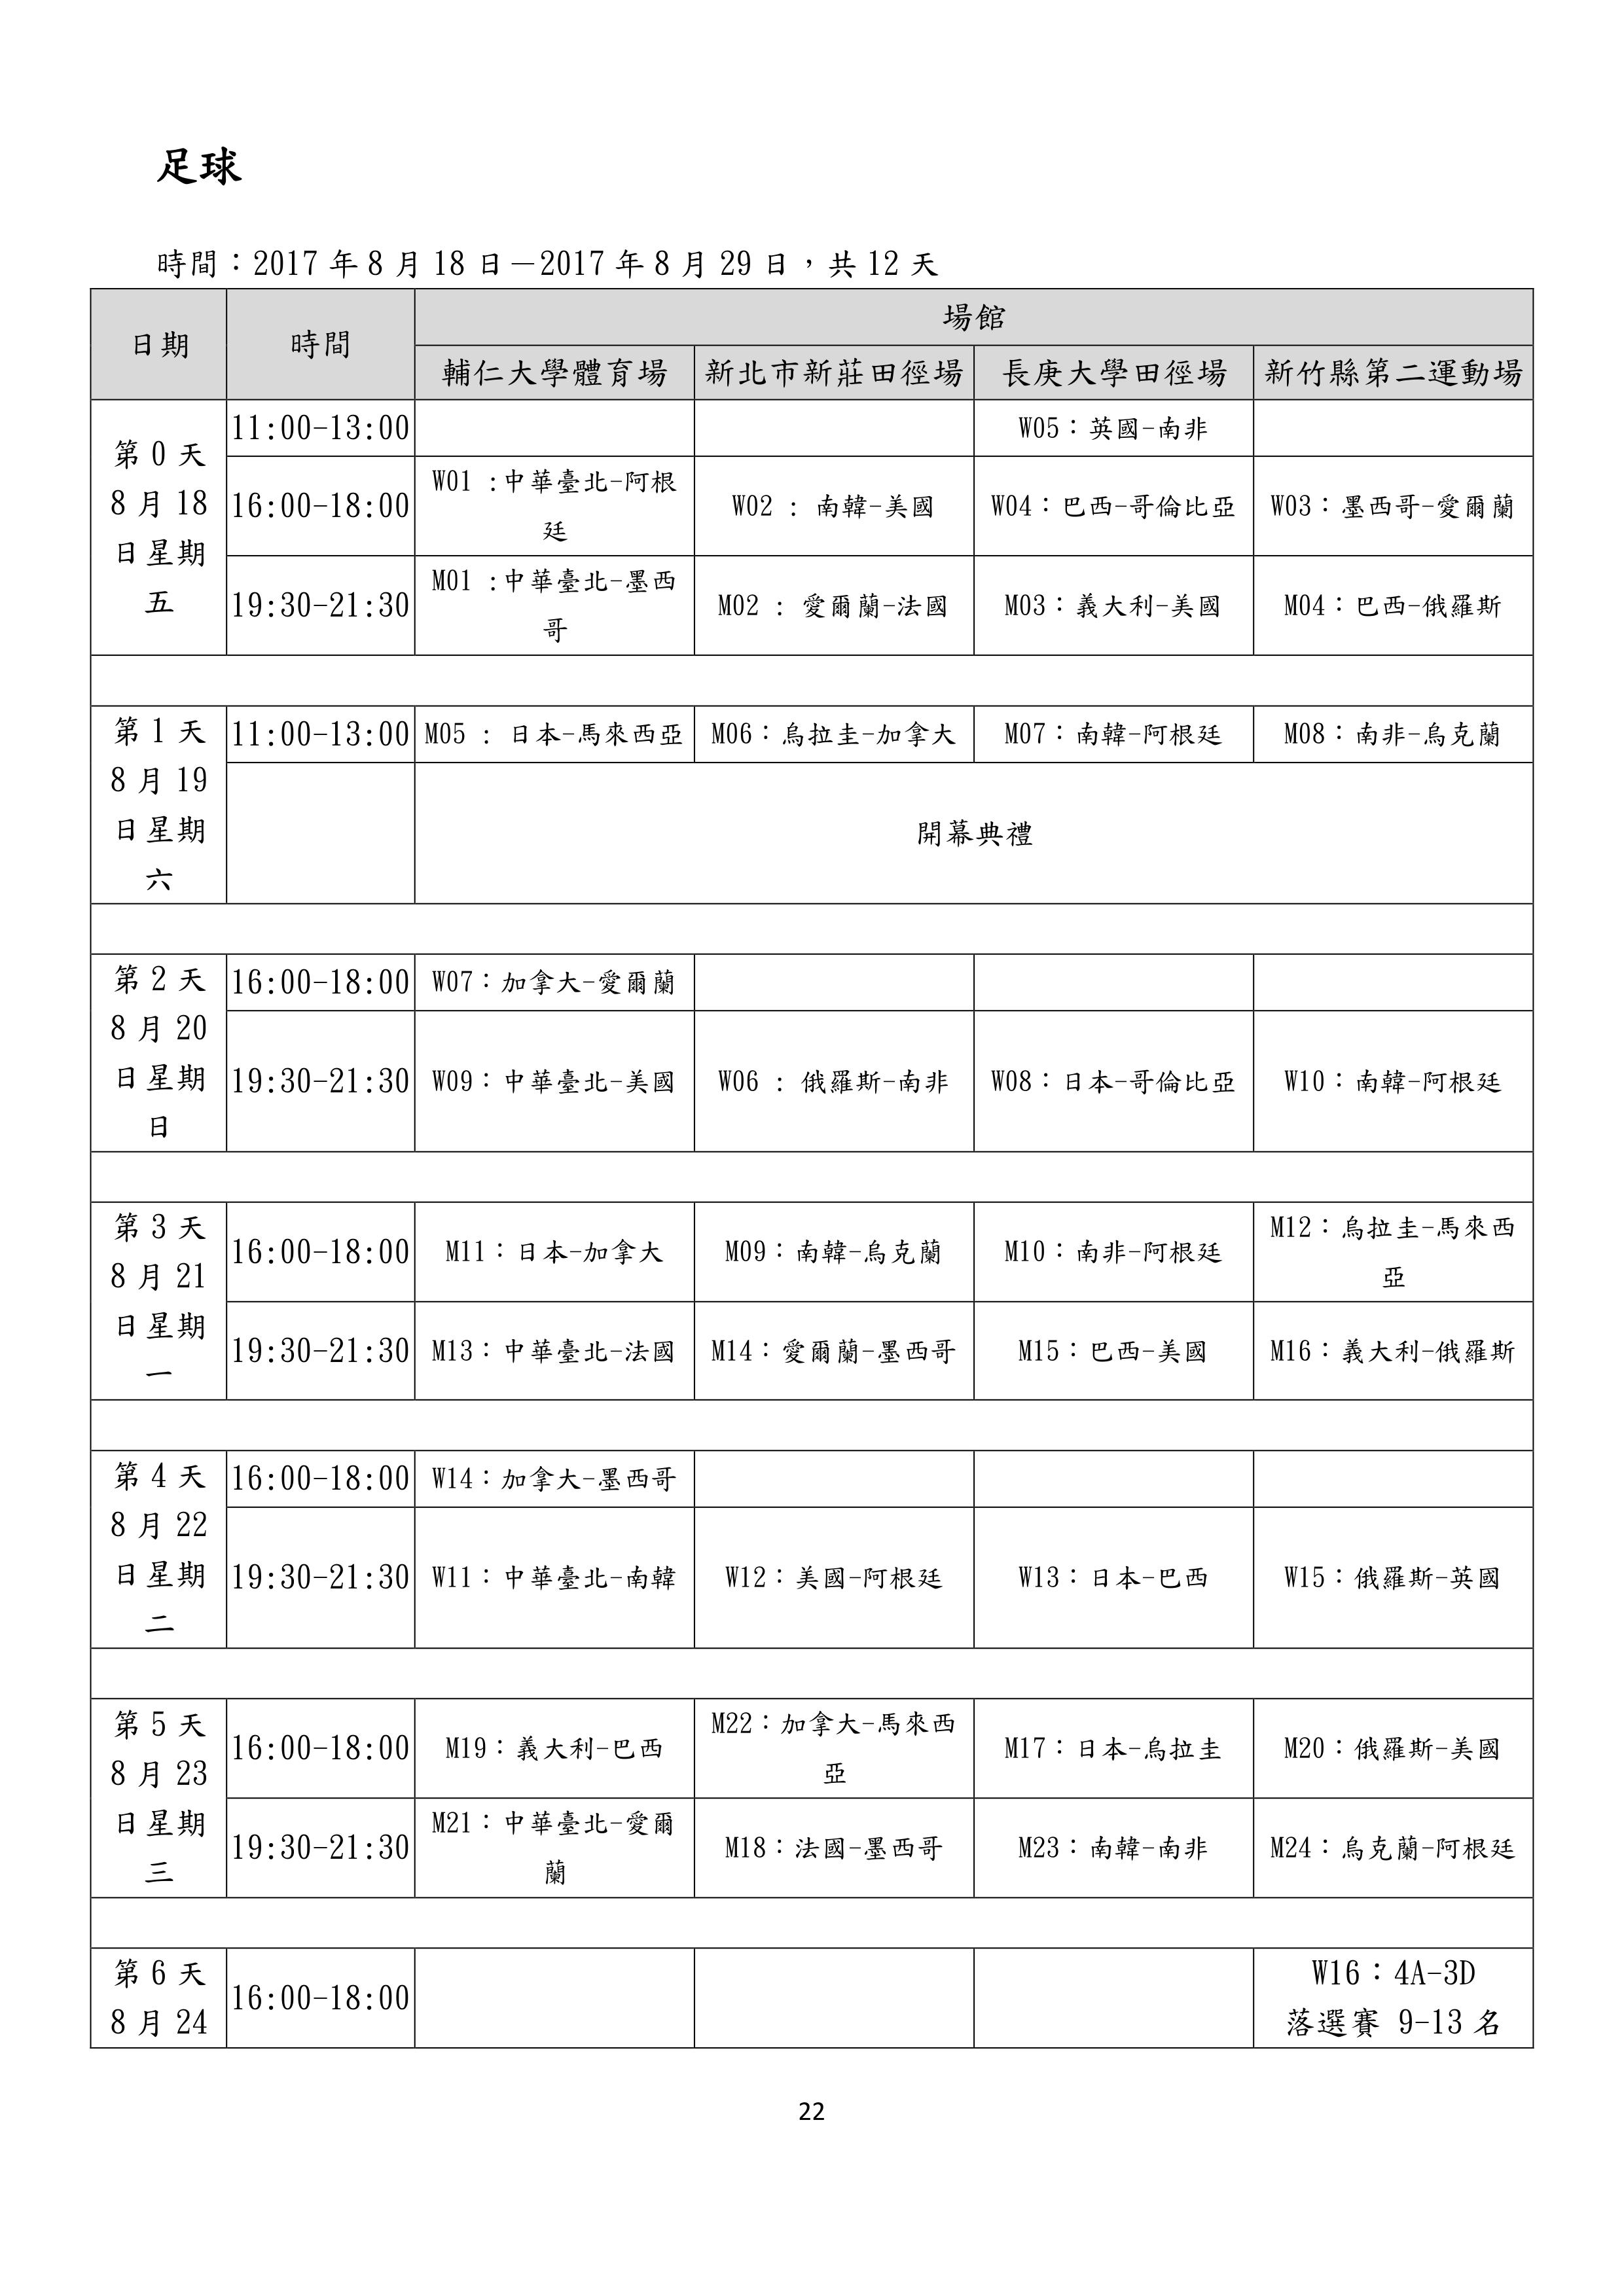 足球
時間：2017 年 8 月 18 日－2017 年 8 月 29 日，共 12 天
日期 時間 場館
輔仁大學體育場 新北市新莊田徑場 長庚大學田徑場 新竹縣第二運動場
第 0 天
8 月 18
日星期
五
11:00-13:00 W05：英國-南非
16:00-18:00 W01 :中華臺北-阿根
廷 W02 : 南韓-美國 W04：巴西-哥倫比亞 W03：墨西哥-愛爾蘭
19:30-21:30 M01 :中華臺北-墨西
哥 M02 : 愛爾蘭-法國 M03：義大利-美國 M04：巴西-俄羅斯
第 1 天
8 月 19
日星期
六
11:00-13:00 M05 : 日本-馬來西亞 M06：烏拉圭-加拿大 M07：南韓-阿根廷 M08：南非-烏克蘭
開幕典禮
第 2 天
8 月 20
日星期
日
16:00-18:00 W07：加拿大-愛爾蘭
19:30-21:30 W09：中華臺北-美國 W06 : 俄羅斯-南非 W08：日本-哥倫比亞 W10：南韓-阿根廷
第 3 天
8 月 21
日星期
一
16:00-18:00 M11：日本-加拿大 M09：南韓-烏克蘭 M10：南非-阿根廷 M12：烏拉圭-馬來西
亞
19:30-21:30 M13：中華臺北-法國 M14：愛爾蘭-墨西哥 M15：巴西-美國 M16：義大利-俄羅斯
第 4 天
8 月 22
日星期
二
16:00-18:00 W14：加拿大-墨西哥
19:30-21:30 W11：中華臺北-南韓 W12：美國-阿根廷 W13：日本-巴西 W15：俄羅斯-英國
第 5 天
8 月 23
日星期
三
16:00-18:00 M19：義大利-巴西 M22：加拿大-馬來西
亞 M17：日本-烏拉圭 M20：俄羅斯-美國
19:30-21:30 M21：中華臺北-愛爾
蘭 M18：法國-墨西哥 M23：南韓-南非 M24：烏克蘭-阿根廷
第 6 天
8 月 24
16:00-18:00 W16：4A-3D
落選賽 9-13 名
22